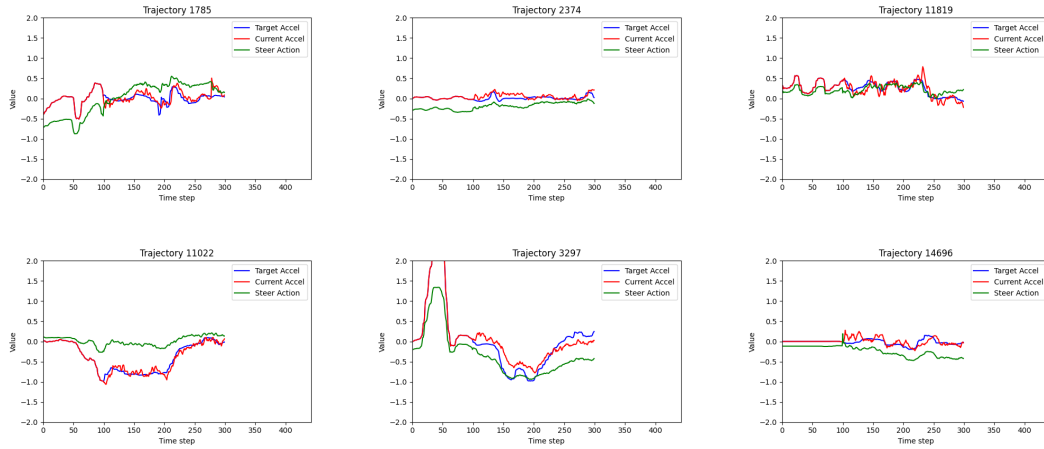 Trajectory 1785
Value
2.0
1.5
1.0
0.5
0.0
−0.5
−1.0
−1.5
−2.0
0 50 100 150 200 250 300 350 400
Time step
Target Accel
Current Accel
Steer Action
Trajectory 2374
Value
2.0
1.5
1.0
0.5
0.0
−0.5
−1.0
−1.5
−2.0
0 50 100 150 200 250 300 350 400
Time step
Target Accel
Current Accel
Steer Action
Trajectory 11819
Value
2.0
1.5
1.0
0.5
0.0
−0.5
−1.0
−1.5
−2.0
0 50 100 150 200 250 300 350 400
Time step
Target Accel
Current Accel
Steer Action
Trajectory 11022
Value
2.0
1.5
1.0
0.5
0.0
−0.5
−1.0
−1.5
−2.0
0 50 100 150 200 250 300 350 400
Time step
Target Accel
Current Accel
Steer Action
Trajectory 3297
Value
2.0
1.5
1.0
0.5
0.0
−0.5
−1.0
−1.5
−2.0
0 50 100 150 200 250 300 350 400
Time step
Target Accel
Current Accel
Steer Action
Trajectory 14696
Value
2.0
1.5
1.0
0.5
0.0
−0.5
−1.0
−1.5
−2.0
0 50 100 150 200 250 300 350 400
Time step
Target Accel
Current Accel
Steer Action